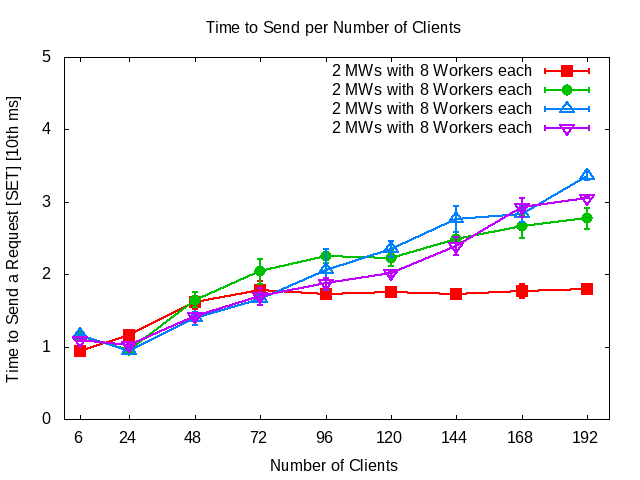 Time to Send per Number of Clients
Time to Send a Request [SET] [10th ms]
5
4
3
2
1
0
2 MWs with 8 Workers each
2 MWs with 8 Workers each
2 MWs with 8 Workers each
2 MWs with 8 Workers each
6 24 48 72 96 120 144 168 192
Number of Clients